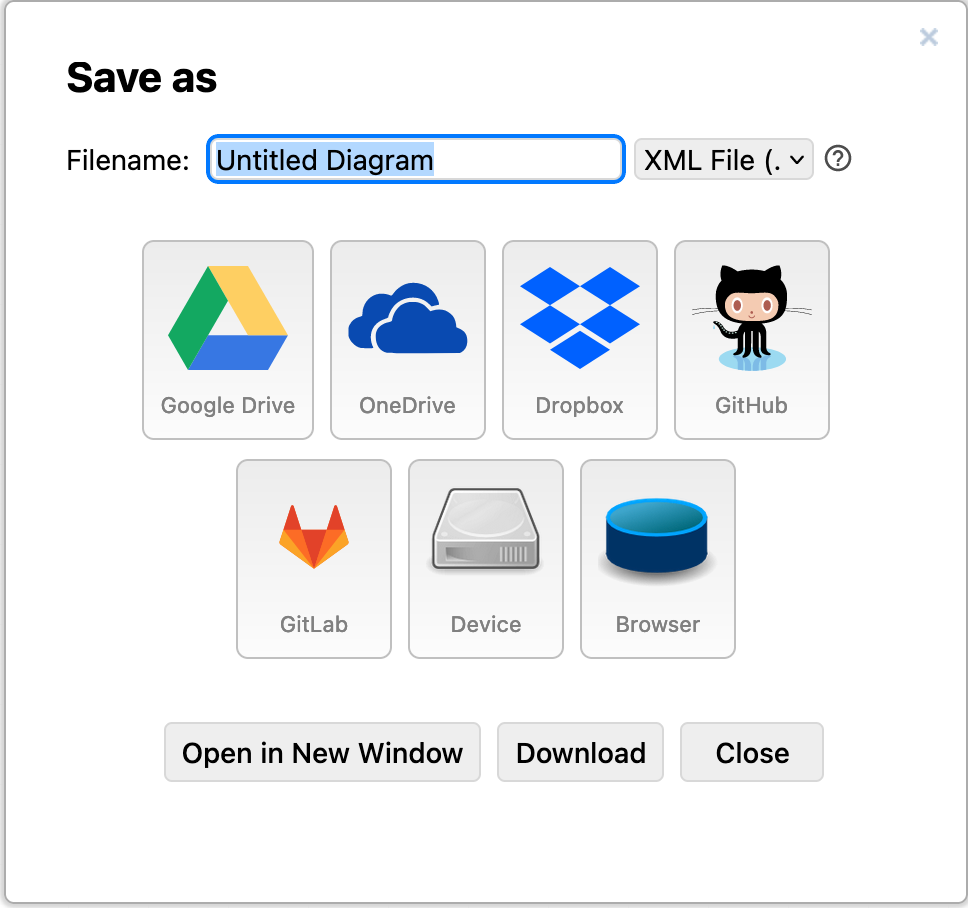 Save as
Filename: Untitled Diagram XML File (.
Google Drive OneDrive Dropbox GitHub
GitLab Device Browser
Open in New Window Download Close